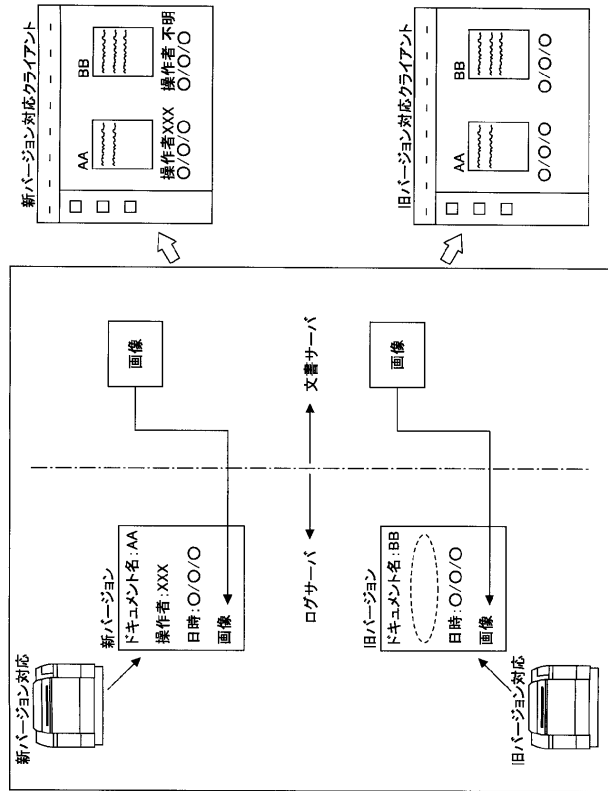 新バージョン対応
新バージョン
ドキュメント名:AA
操作者:XXX
日時:〇/〇/〇
画像
画像
新バージョン対応クライアント
AA
操作者XXX
〇/〇/〇
BB
操作者 不明
〇/〇/〇
ログサーバ
文書サーバ
旧バージョン対応
旧バージョン
ドキュメント名:BB
日時:〇/〇/〇
画像
画像
旧バージョン対応クライアント
AA
〇/〇/〇
BB
〇/〇/〇